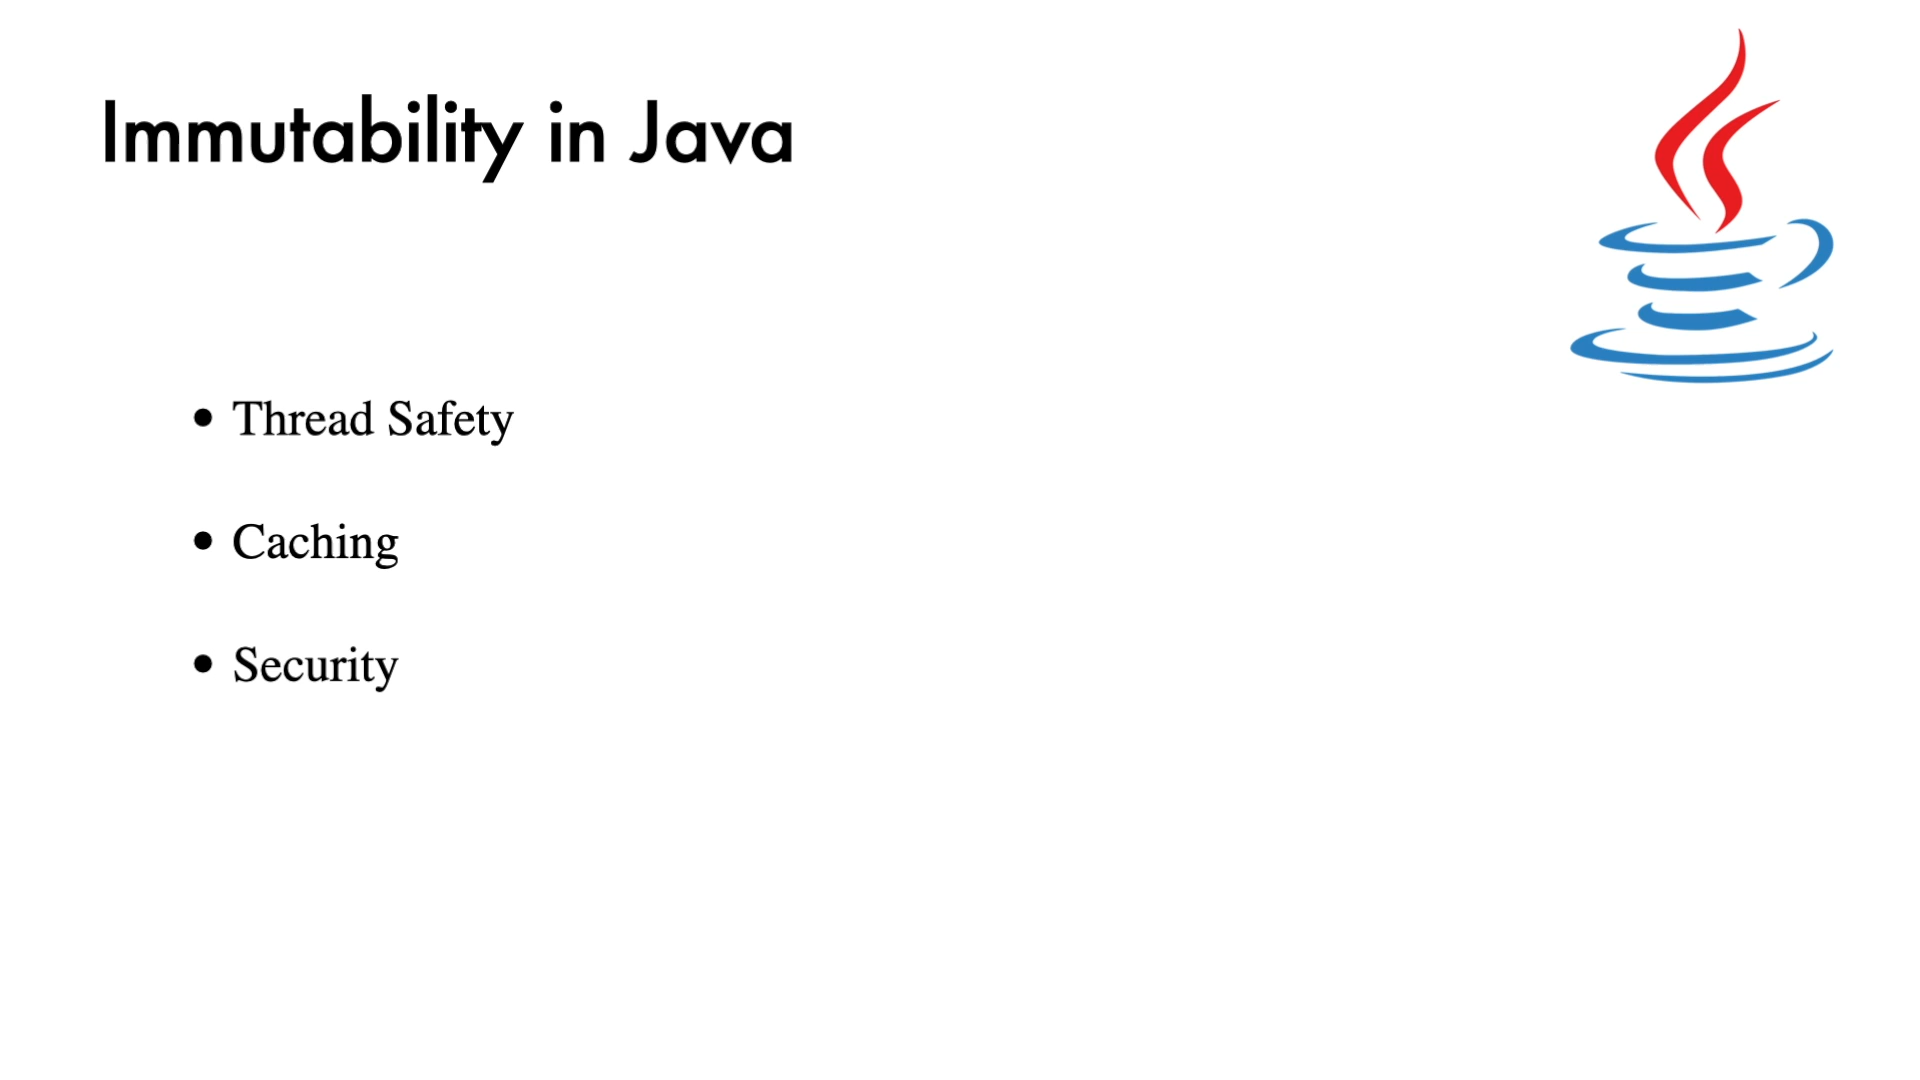 Immutability in Java
• Thread Safety
• Caching
• Security